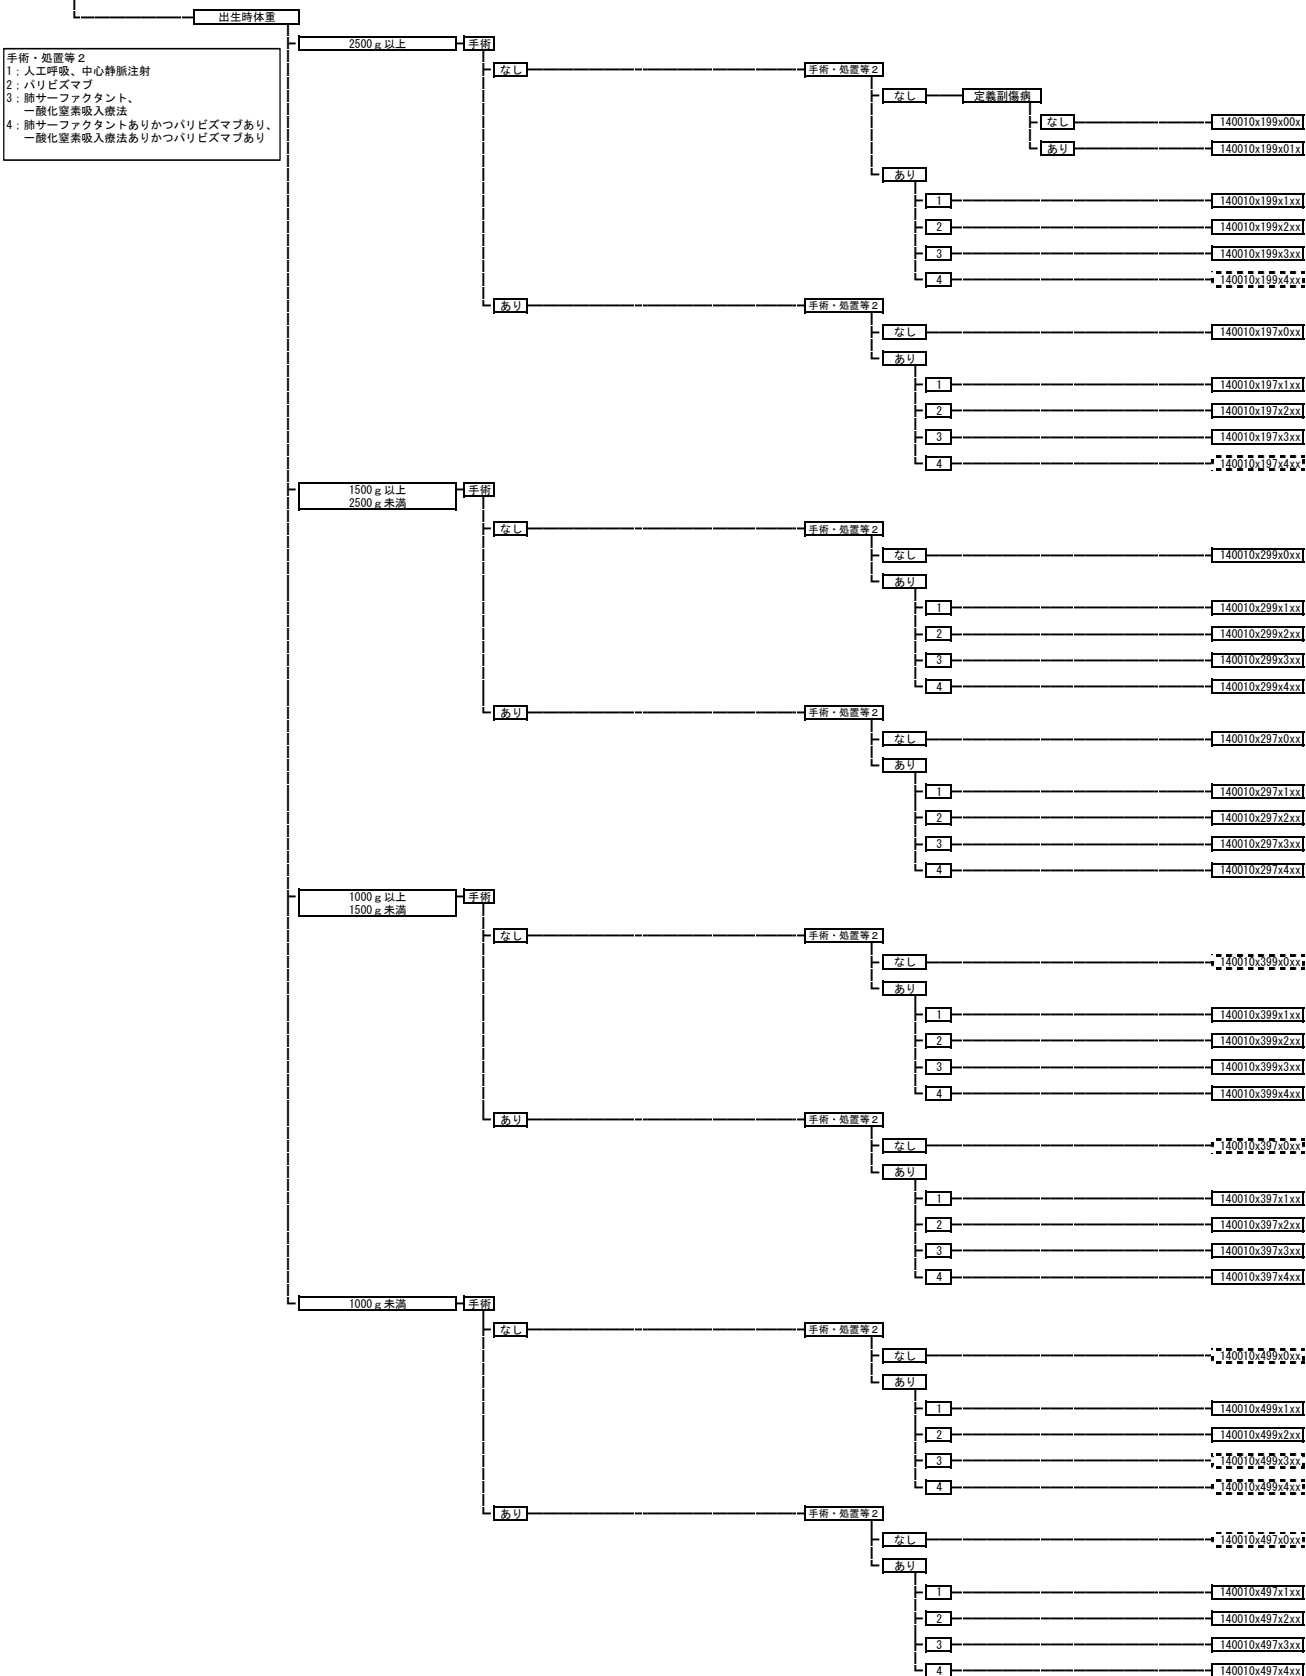 出生時体重
手術・処置等２
1；人工呼吸、中心静脈注射
2；パリビズマブ
3；肺サーファクタント、
一酸化窒素吸入療法
4；肺サーファクタントありかつパリビズマブあり、
一酸化窒素吸入療法ありかつパリビズマブあり
2500ｇ以上 手術
なし 手術・処置等２
なし 定義副傷病
なし 140010x199x00x
あり 140010x199x01x
あり
1 140010x199x1xx
2 140010x199x2xx
3 140010x199x3xx
4 140010x199x4xx
あり 手術・処置等２
なし 140010x197x0xx
あり
1 140010x197x1xx
2 140010x197x2xx
3 140010x197x3xx
4 140010x197x4xx
1500ｇ以上
2500ｇ未満
手術
なし 手術・処置等２
なし 140010x299x0xx
あり
1 140010x299x1xx
2 140010x299x2xx
3 140010x299x3xx
4 140010x299x4xx
あり 手術・処置等２
なし 140010x297x0xx
あり
1 140010x297x1xx
2 140010x297x2xx
3 140010x297x3xx
4 140010x297x4xx
1000ｇ以上
1500ｇ未満
手術
なし 手術・処置等２
なし 140010x399x0xx
あり
1 140010x399x1xx
2 140010x399x2xx
3 140010x399x3xx
4 140010x399x4xx
あり 手術・処置等２
なし 140010x397x0xx
あり
1 140010x397x1xx
2 140010x397x2xx
3 140010x397x3xx
4 140010x397x4xx
1000ｇ未満 手術
なし 手術・処置等２
なし 140010x499x0xx
あり
1 140010x499x1xx
2 140010x499x2xx
3 140010x499x3xx
4 140010x499x4xx
あり 手術・処置等２
なし 140010x497x0xx
あり
1 140010x497x1xx
2 140010x497x2xx
3 140010x497x3xx
4 140010x497x4xx